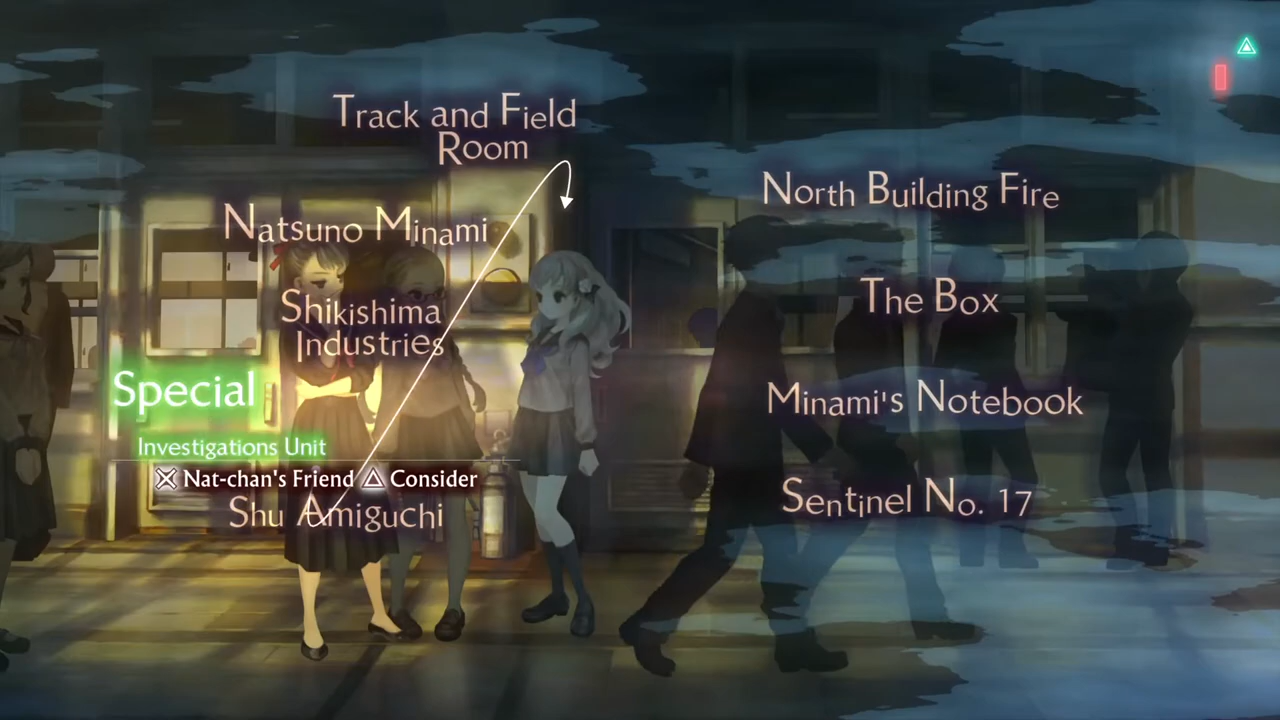 Track and Field
Room
Natsuno Minami
Shikishima
Industries
Special
Investigations Unit
Nat-chan's Friend Consider
Shu Amiguchi
North Building Fire
The Box
Minami's Notebook
Sentinel No. 17